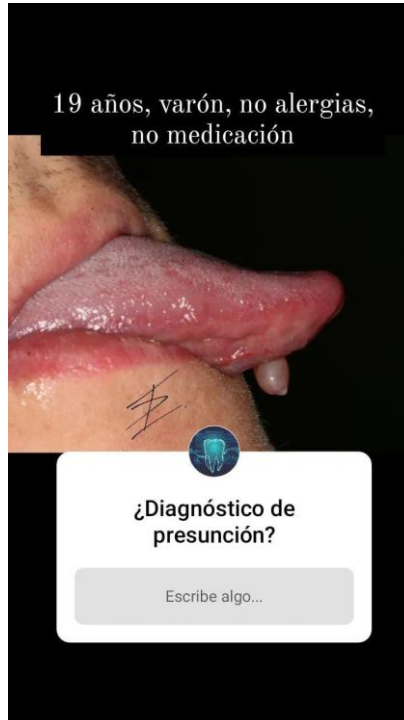 19 años, varón, no alergias,
no medicación
¿Diagnóstico de
presunción?
Escribe algo...